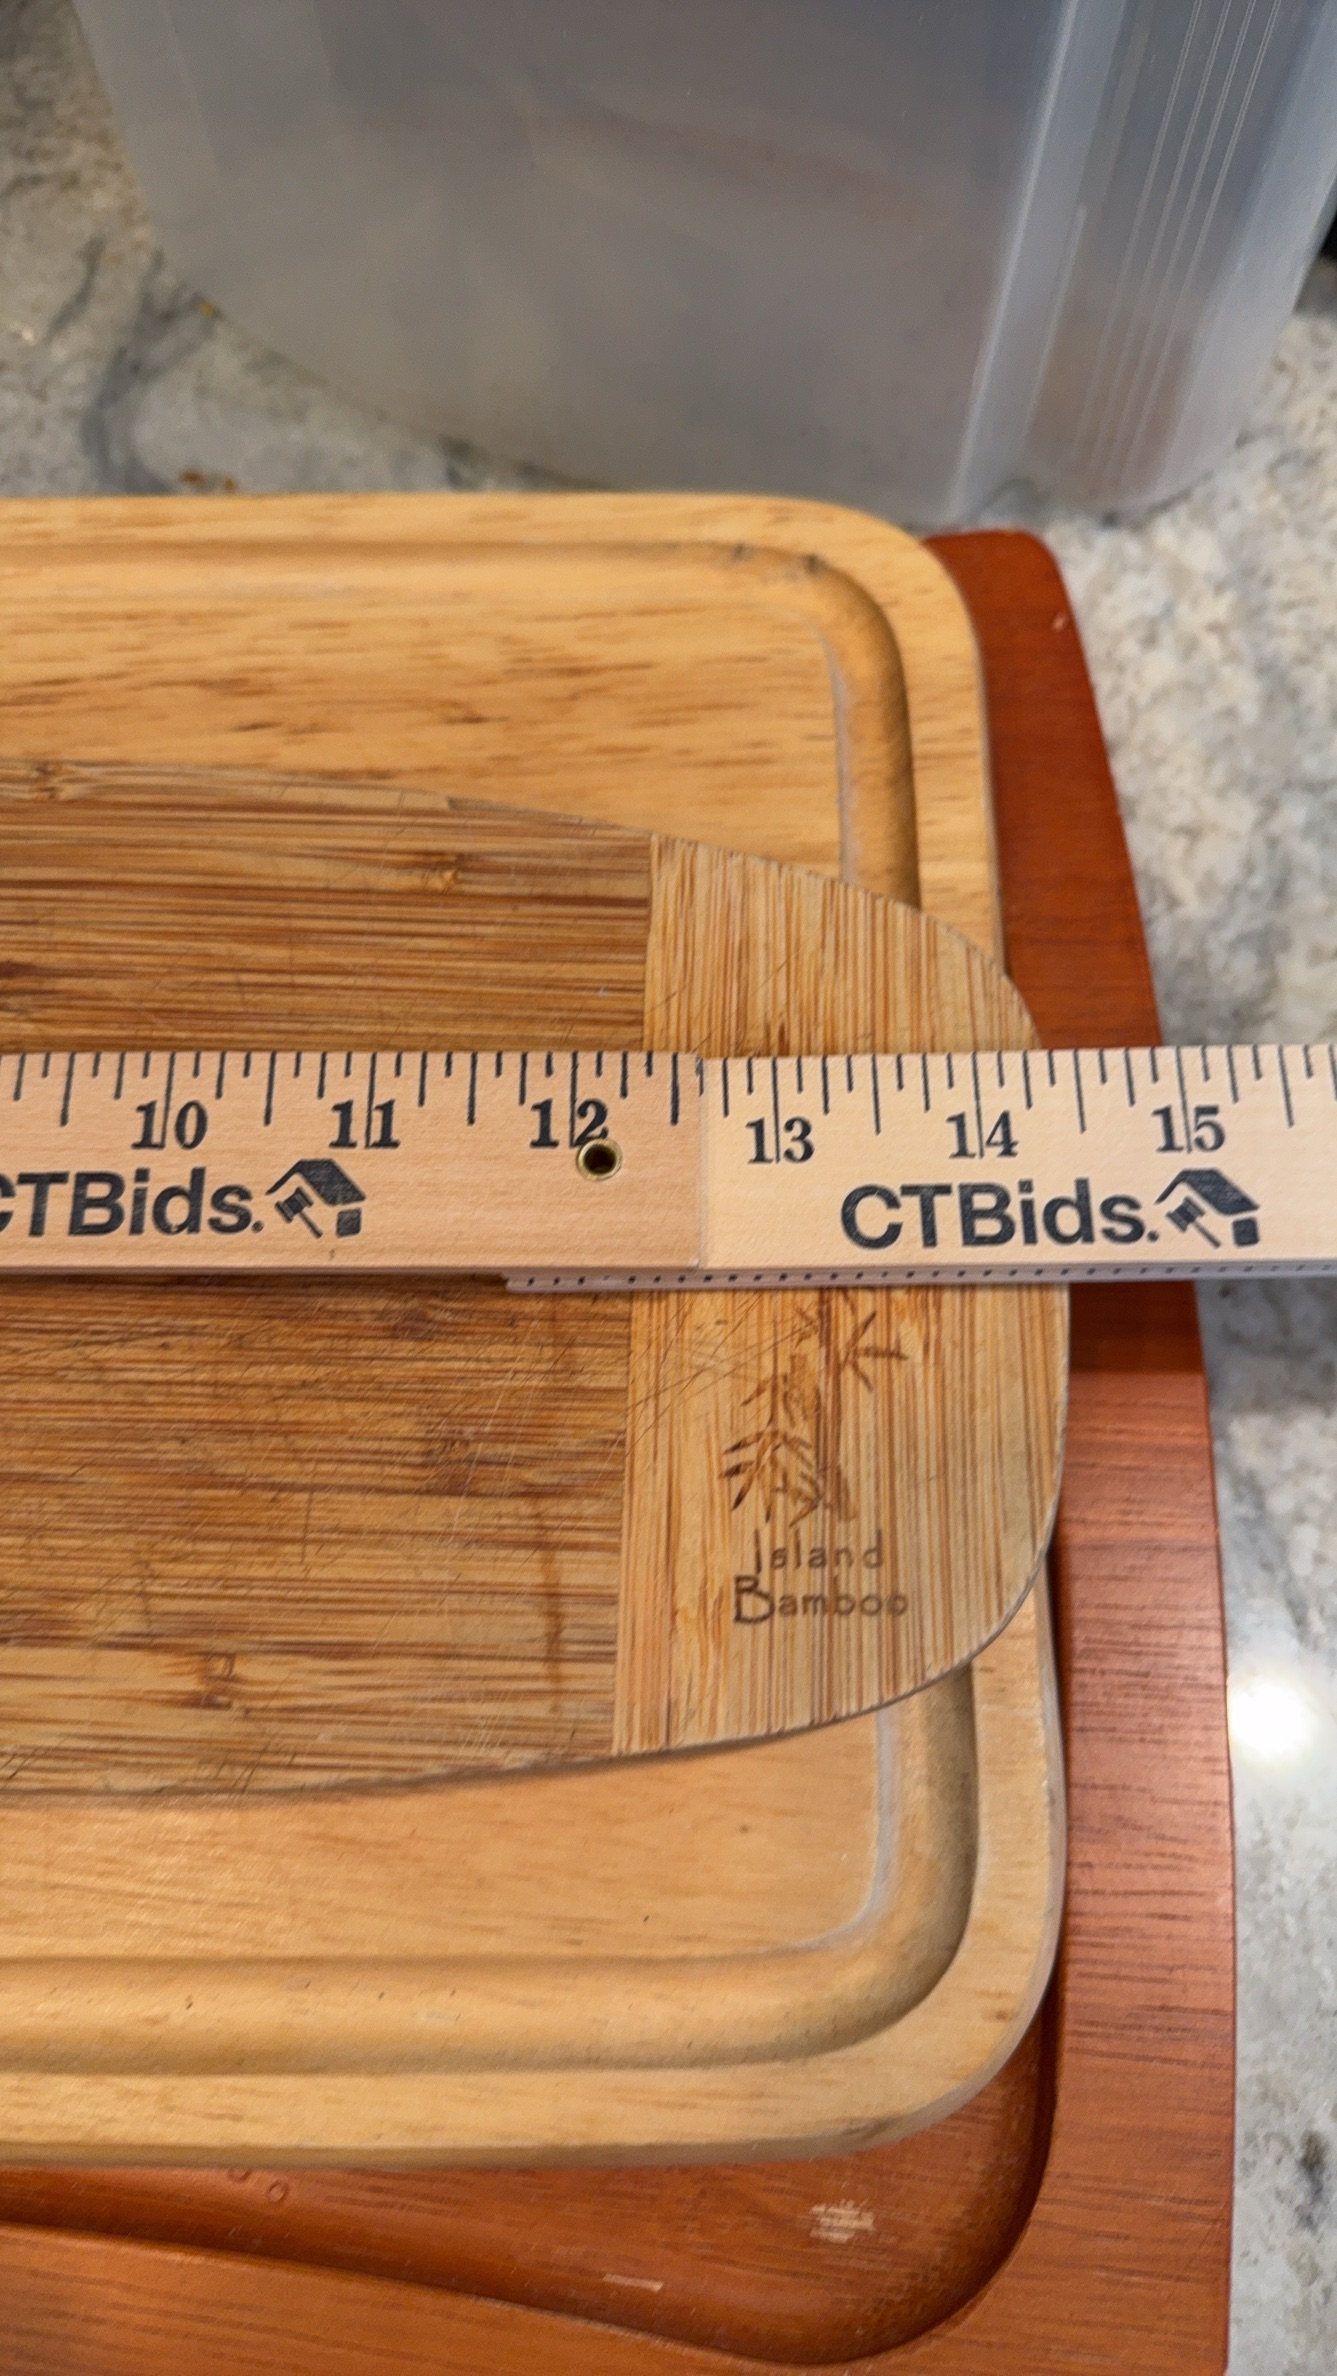 10 11 12 13 14 15
CTBids. CTBids.
Island
Bamboo